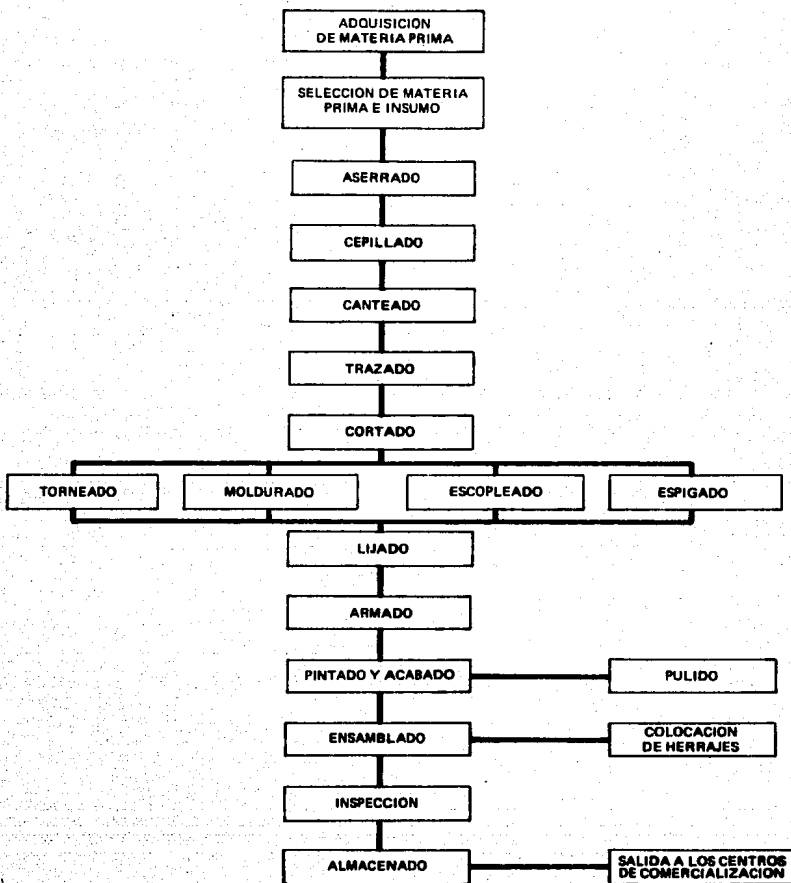 ADQUISICION
DE MATERIA PRIMA
SELECCION DE MATERIA
PRIMA E INSUMO
ASERRADO
CEPILLADO
CANTEADO
TRAZADO
CORTADO
TORNEADO
MOLDURADO
ESCOPLEADO
ESPIGADO
LIJADO
ARMADO
PINTADO Y ACABADO
PULIDO
ENSAMBLADO
COLOCACION
DE HERRAJES
INSPECCION
ALMACENADO
SALIDA A LOS CENTROS
DE COMERCIALIZACION